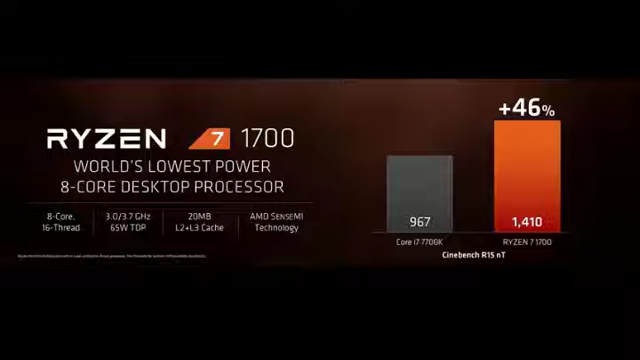 RYZEN 7 1700
WORLD'S LOWEST POWER
8-CORE DESKTOP PROCESSOR
8-Core,
16-Thread
3.0/3.7 GHz
65W TDP
20MB
L2+L3 Cache
AMD SENSEMI
Technology
+46%
967
1,410
Core i7 7700K
RYZEN 7 1700
Cinebench R15 nT